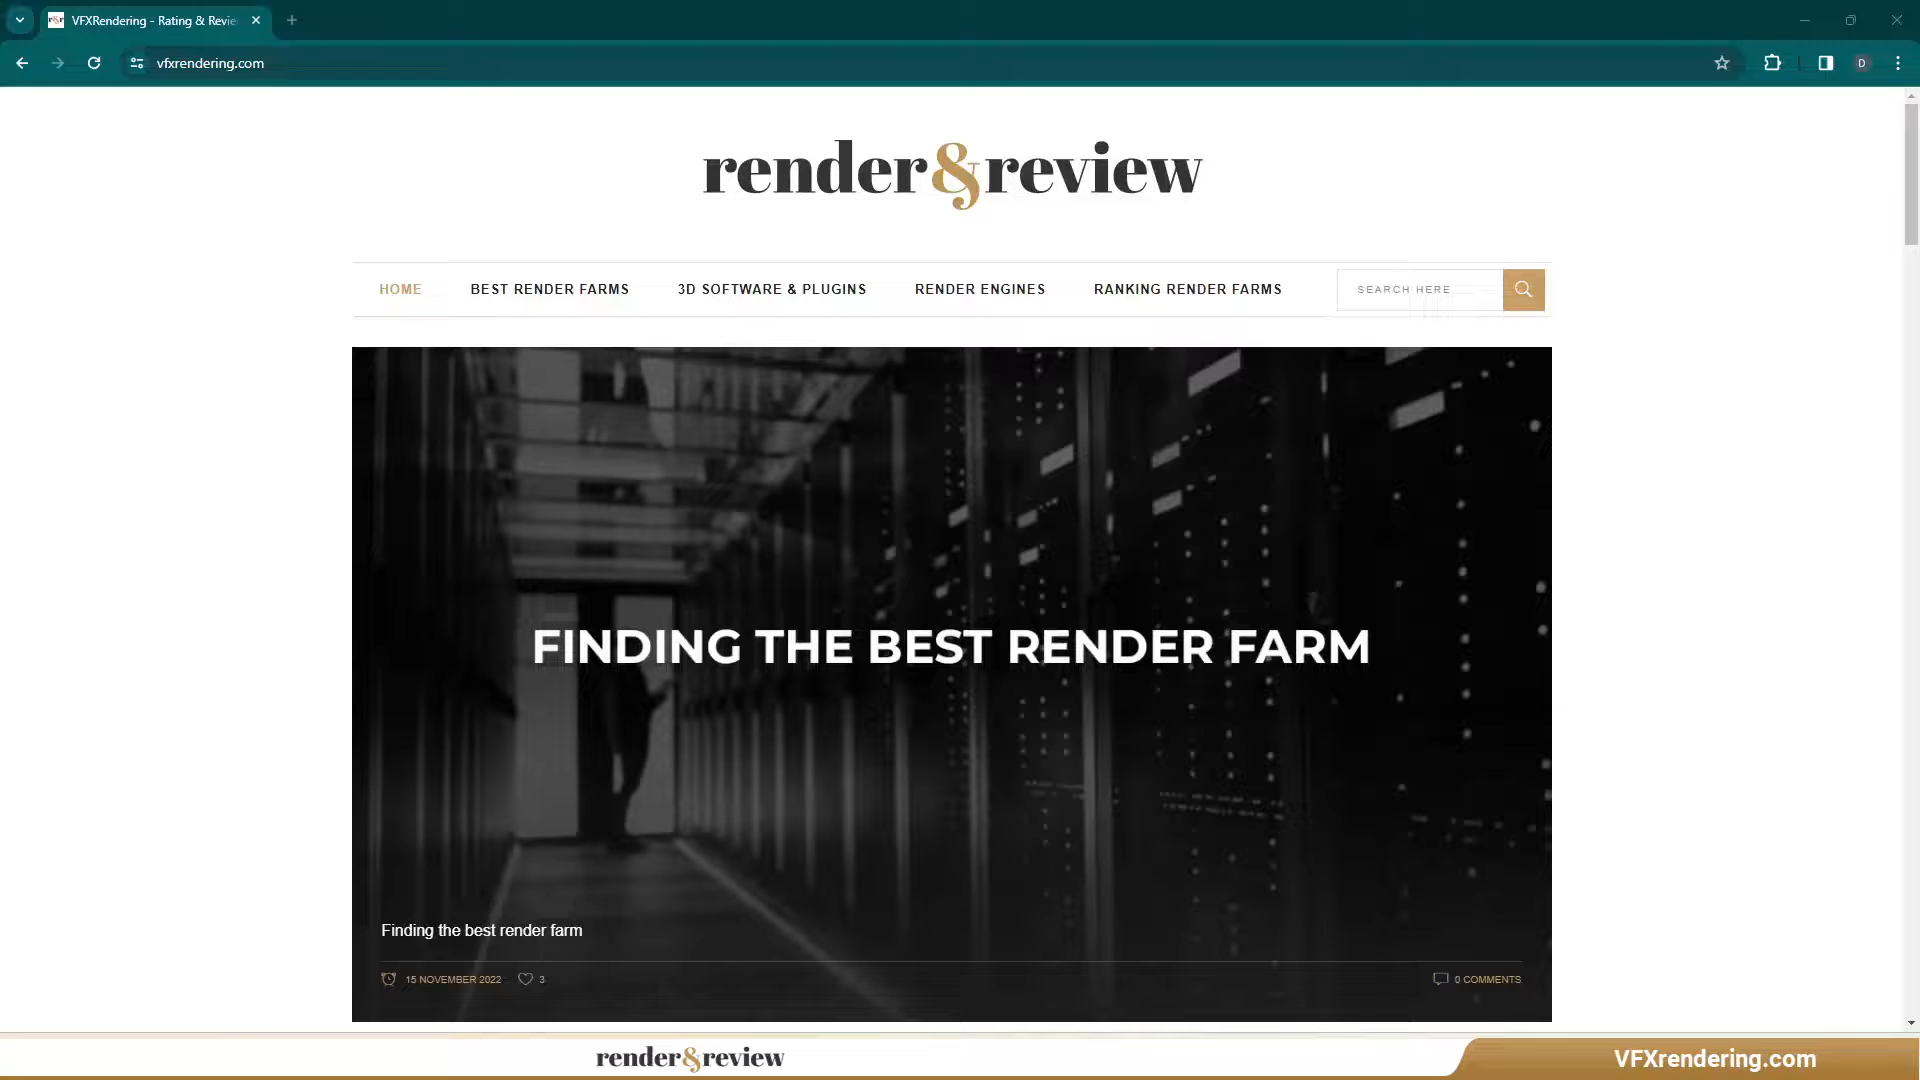 VFXRendering - Rating & Revie
vfxrendering.com
D
render&review
HOME
BEST RENDER FARMS
3D SOFTWARE & PLUGINS
RENDER ENGINES
RANKING RENDER FARMS
SEARCH HERE
FINDING THE BEST RENDER FARM
Finding the best render farm
15 NOVEMBER 2022
3
0 COMMENTS
render&review
VFXrendering.com